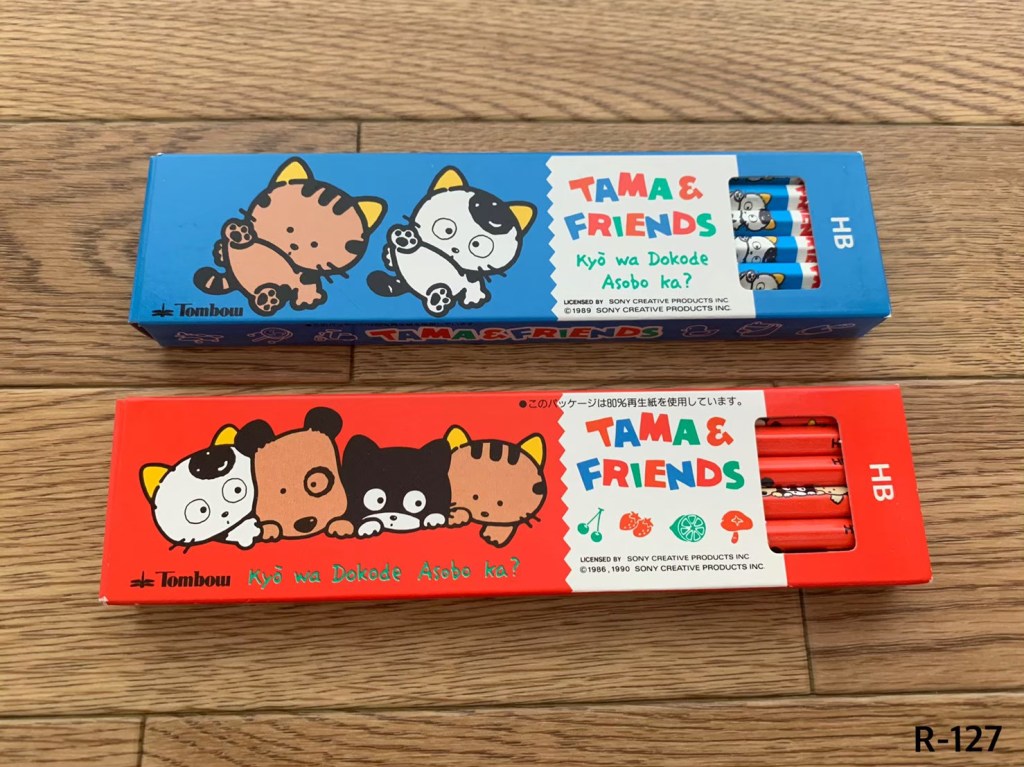 TAMA &
FRIENDS
Kyō wa Dokode
Asobo ka?
LICENSED BY SONY CREATIVE PRODUCTS INC.
©1989 SONY CREATIVE PRODUCTS INC.
HB
Tombow
TAMA & FRIENDS
●このパッケージは80%再生紙を使用しています。
TAMA &
FRIENDS
HB
LICENSED BY SONY CREATIVE PRODUCTS INC.
©1986, 1990 SONY CREATIVE PRODUCTS INC.
Tombow
Kyō wa Dokode Asobo ka?
R-127